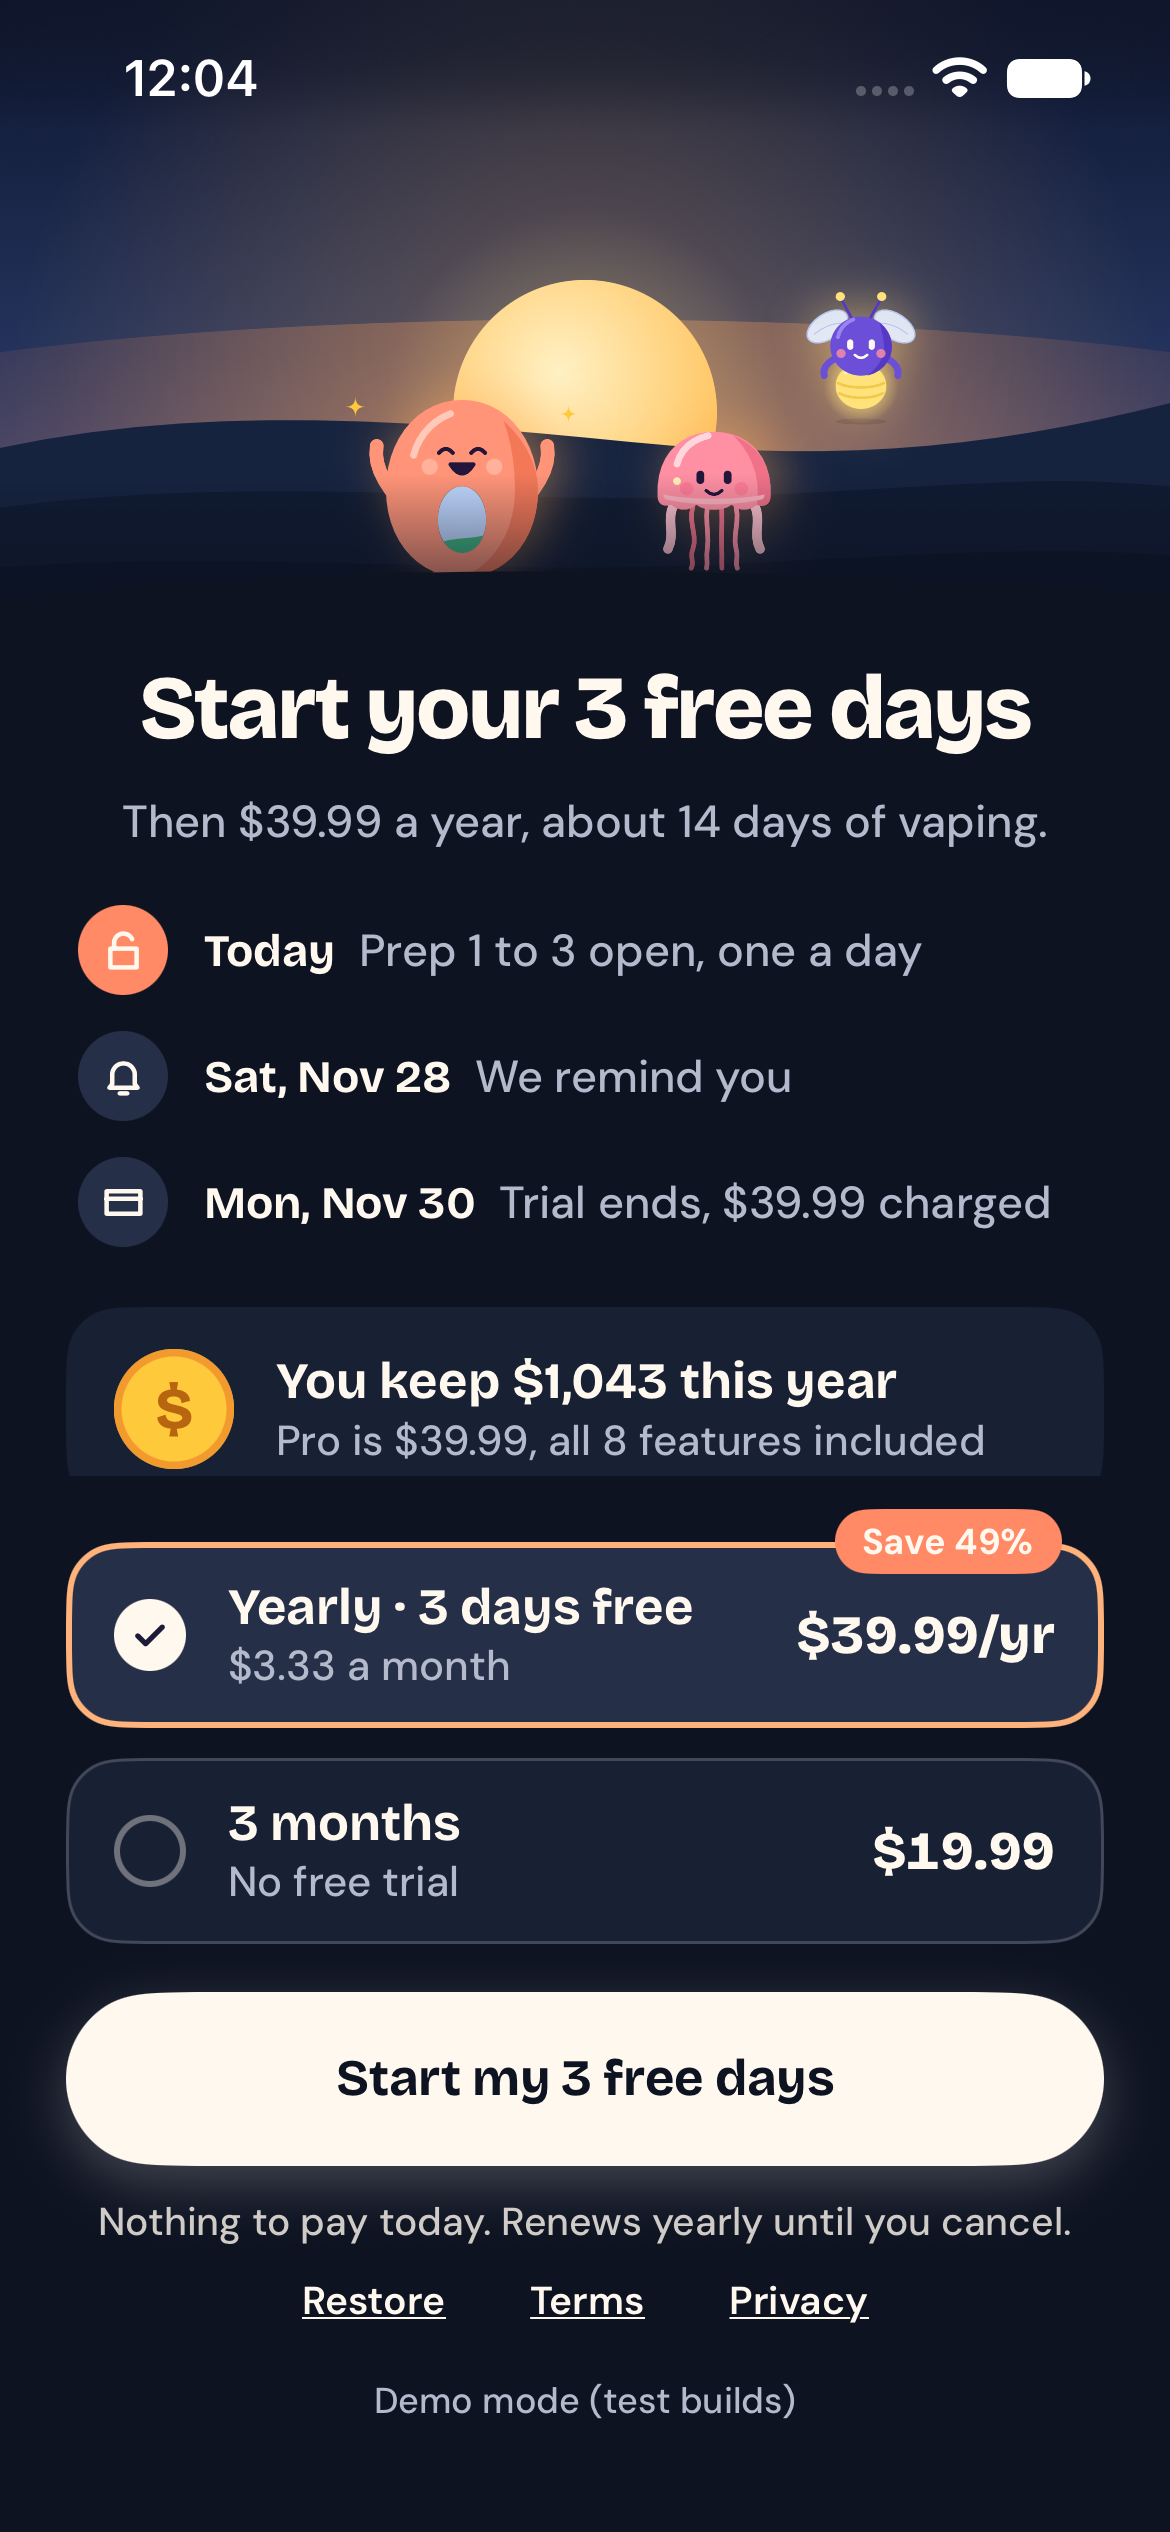 12:04
Start your 3 free days
Then $39.99 a year, about 14 days of vaping.
Today Prep 1 to 3 open, one a day
Sat, Nov 28 We remind you
Mon, Nov 30 Trial ends, $39.99 charged
$
You keep $1,043 this year
Pro is $39.99, all 8 features included
Save 49%
Yearly · 3 days free
$3.33 a month
$39.99/yr
3 months
No free trial
$19.99
Start my 3 free days
Nothing to pay today. Renews yearly until you cancel.
Restore Terms Privacy
Demo mode (test builds)